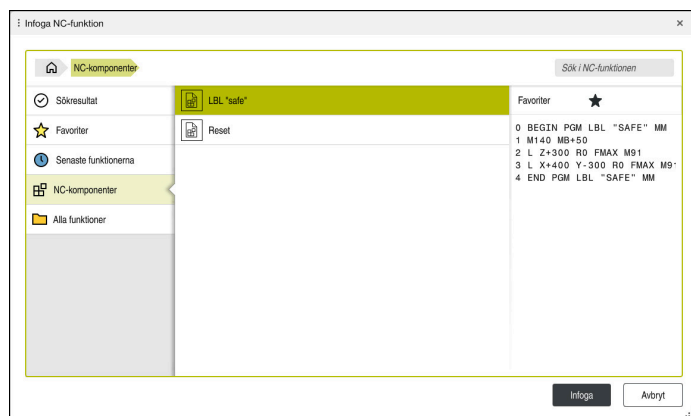 Infoga NC-funktion
NC-komponenter
Sök i NC-funktionen
Sökresultat
Favoriter
Senaste funktionerna
NC-komponenter
Alla funktioner
LBL "safe"
Reset
Favoriter
0 BEGIN PGM LBL "SAFE" MM
1 M140 MB+50
2 L Z+300 R0 FMAX M91
3 L X+400 Y-300 R0 FMAX M9
4 END PGM LBL "SAFE" MM
Infoga
Avbryt